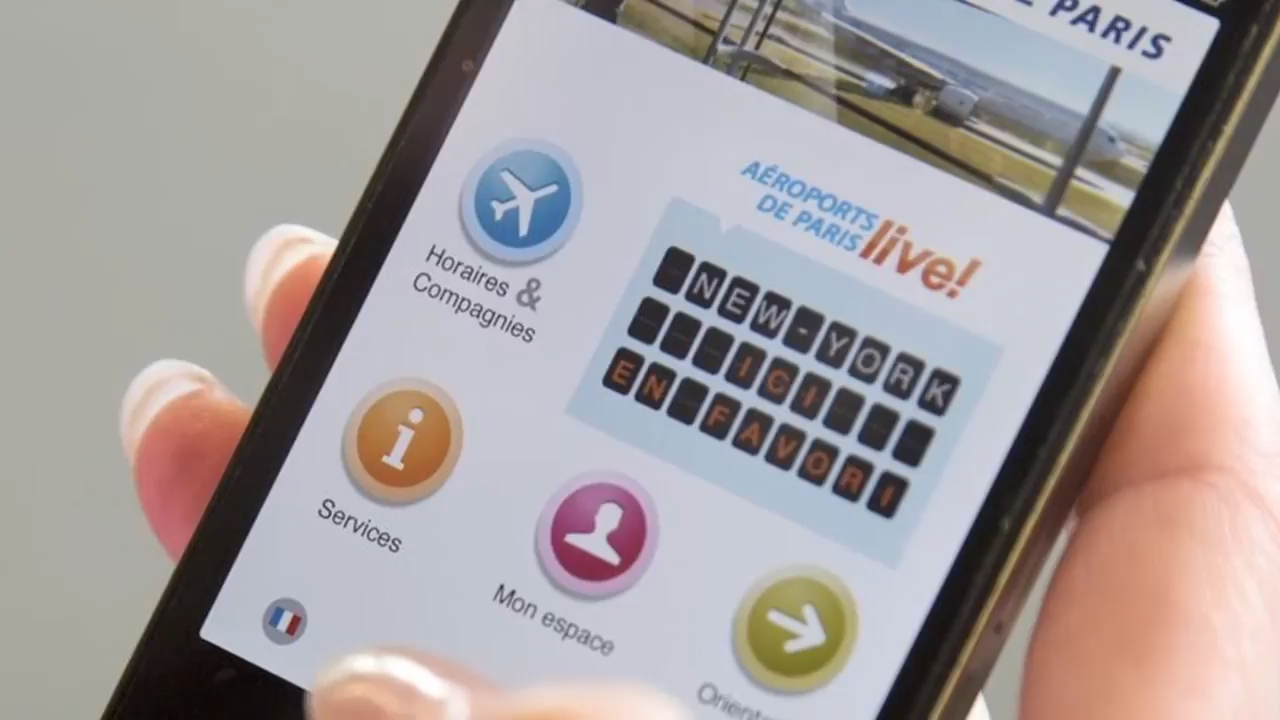 PARIS
AÉROPORTS
DE PARIS live!
NEW-YORK
ICI
EN FAVORI
Horaires &
Compagnies
Services
Mon espace